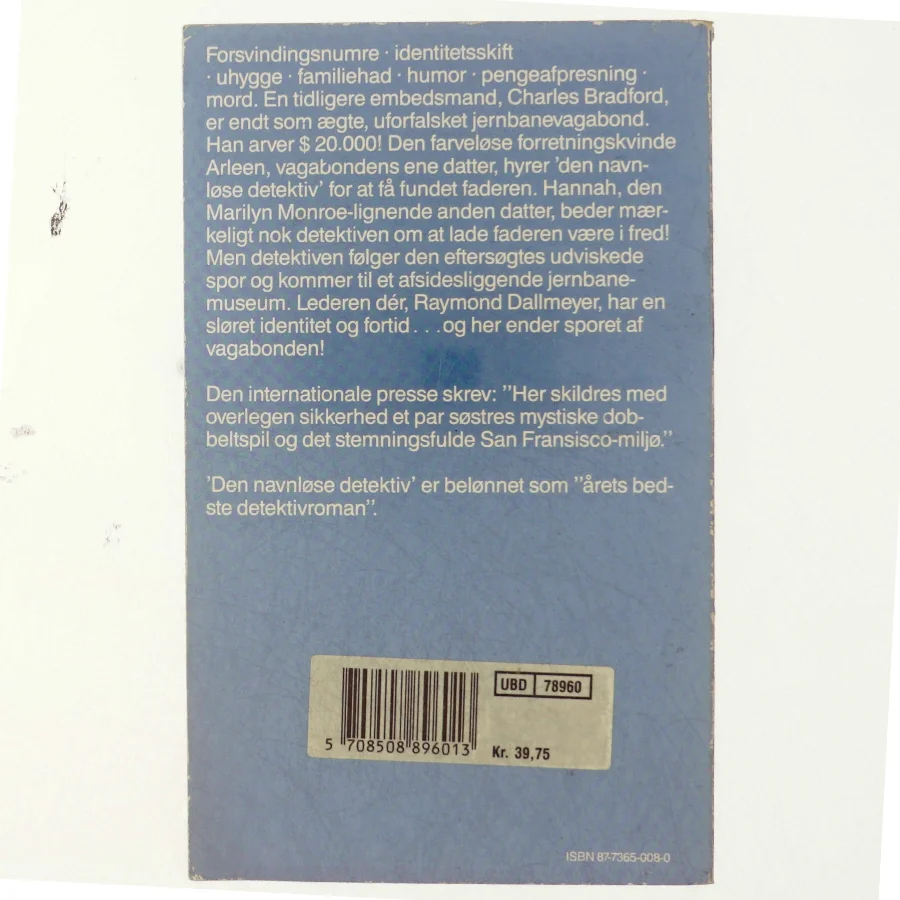 Forsvindingsnumre · identitetsskift
· uhygge · familiehad · humor · pengeafpresning ·
mord. En tidligere embedsmand, Charles Bradford,
er endt som ægte, uforfalsket jernbanevagabond.
Han arver $ 20.000! Den farveløse forretningskvinde
Arleen, vagabondens ene datter, hyrer 'den navn-
løse detektiv' for at få fundet faderen. Hannah, den
Marilyn Monroe-lignende anden datter, beder mær-
keligt nok detektiven om at lade faderen være i fred!
Men detektiven følger den eftersøgtes udviskede
spor og kommer til et afsidesliggende jernbane-
museum. Lederen dér, Raymond Dallmeyer, har en
sløret identitet og fortid . . .og her ender sporet af
vagabonden!
Den internationale presse skrev: "Her skildres med
overlegen sikkerhed et par søstres mystiske dob-
beltspil og det stemningsfulde San Fransisco-miljø."
'Den navnløse detektiv' er belønnet som "årets bed-
ste detektivroman".
UBD 78960
5 708508 896013
Kr. 39,75
ISBN 87-7365-008-0